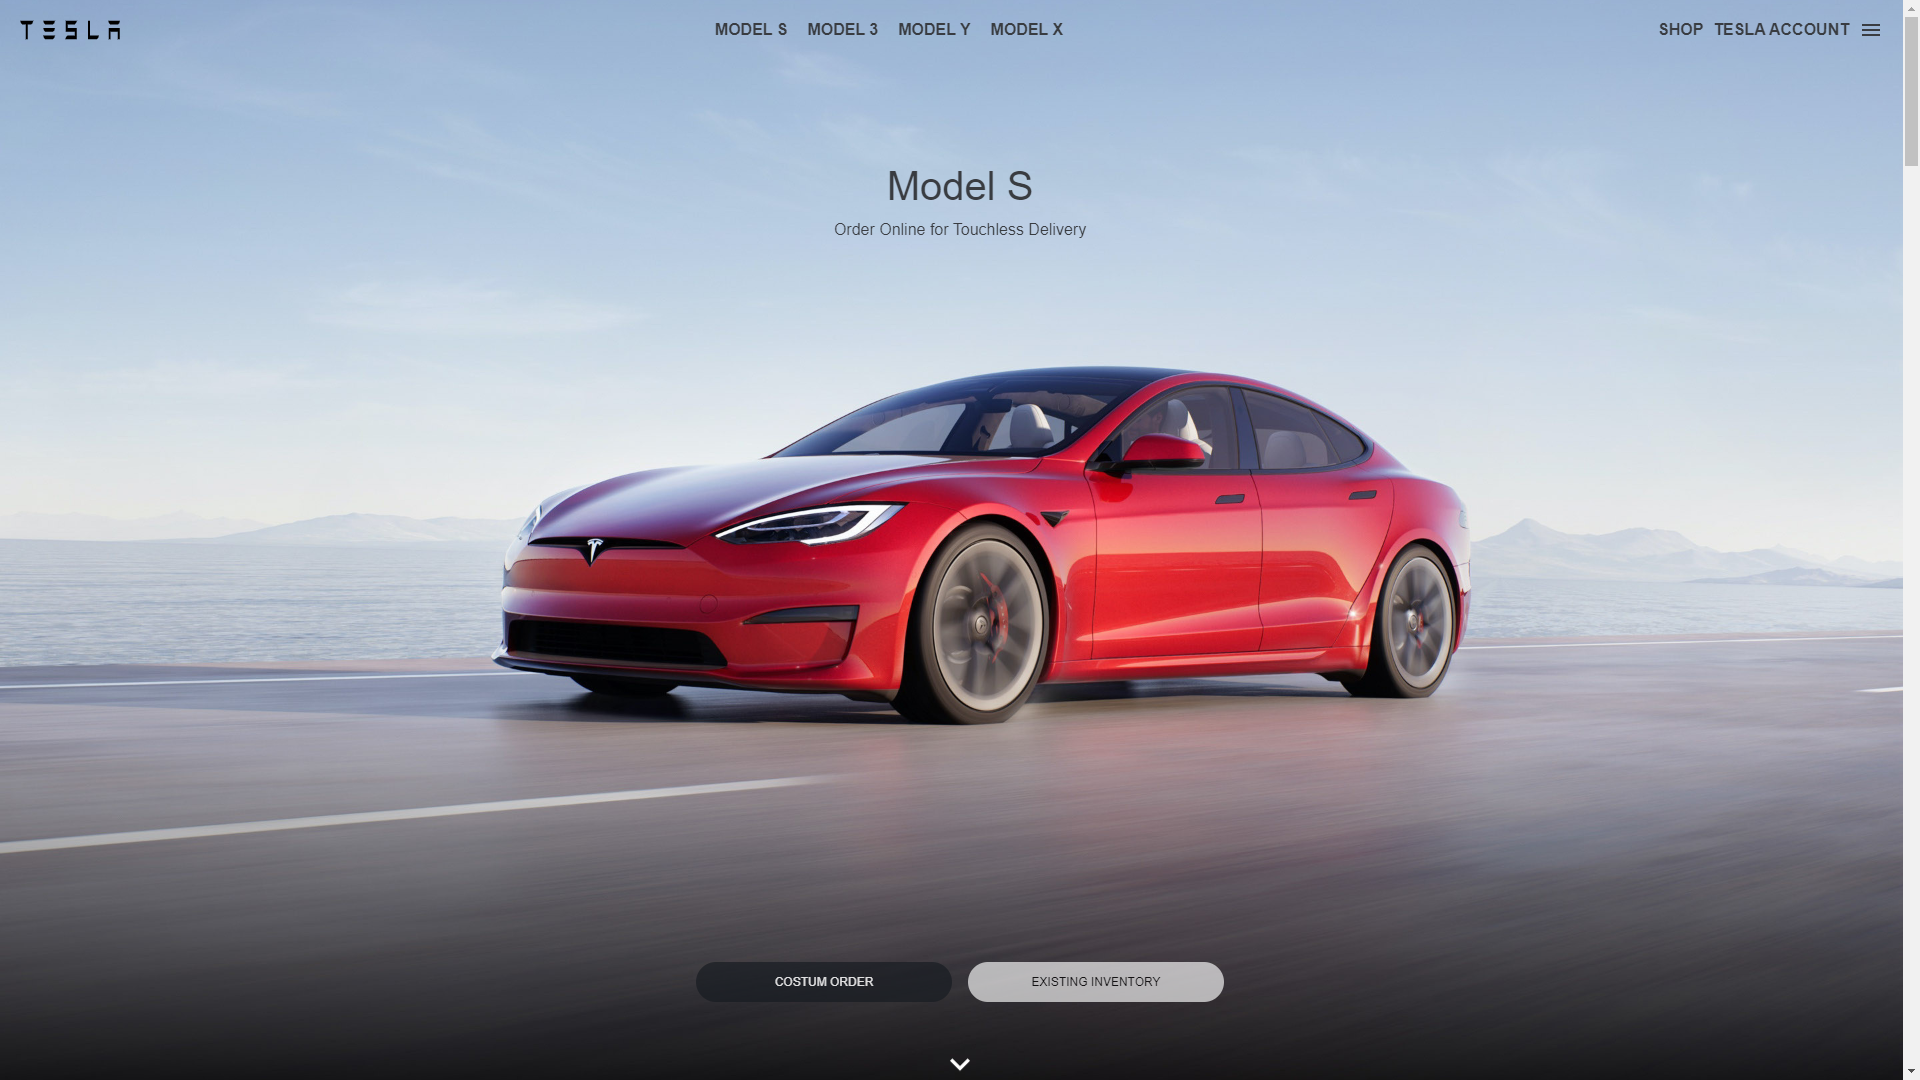 TESLA
MODEL S MODEL 3 MODEL Y MODEL X
SHOP TESLA ACCOUNT
Model S
Order Online for Touchless Delivery
COSTUM ORDER
EXISTING INVENTORY